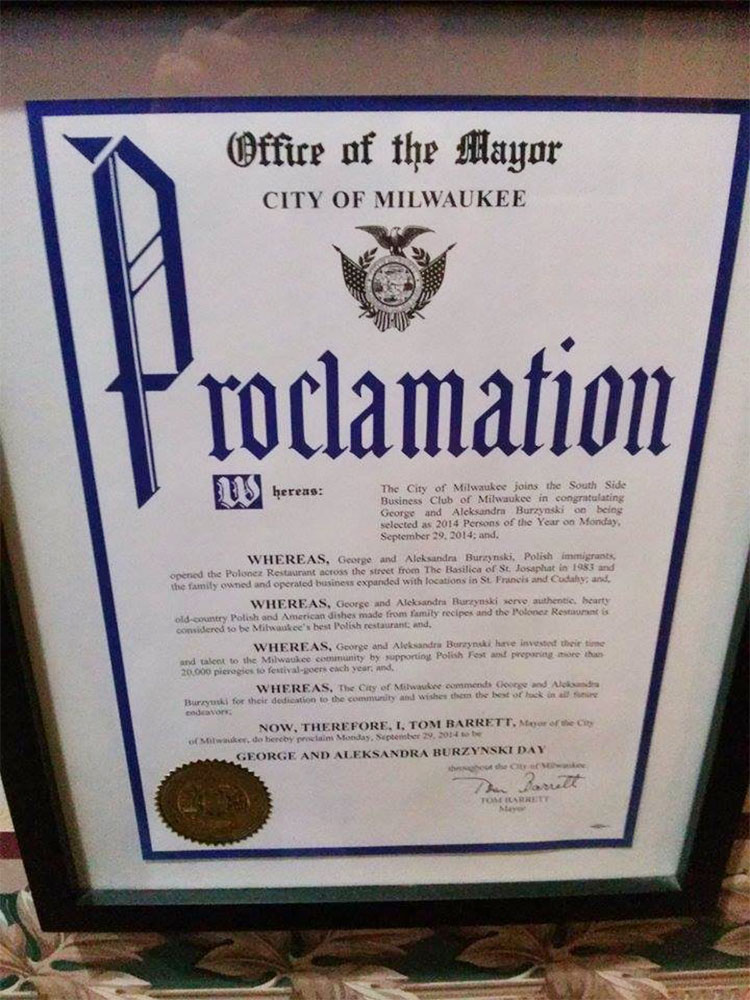 Office of the Mayor
CITY OF MILWAUKEE
Proclamation
Whereas: The City of Milwaukee joins the South Side
Business Club of Milwaukee in congratulating
George and Aleksandra Burzynski on being
selected as 2014 Persons of the Year on Monday,
September 29, 2014; and,
WHEREAS, George and Aleksandra Burzynski, Polish immigrants,
opened the Polonez Restaurant across the street from The Basilica of St. Josaphat in 1983 and
the family owned and operated business expanded with locations in St. Francis and Cudahy; and,
WHEREAS, George and Aleksandra Burzynski serve authentic, hearty
old-country Polish and American dishes made from family recipes and the Polonez Restaurant is
considered to be Milwaukee's best Polish restaurant; and,
WHEREAS, George and Aleksandra Burzynski have invested their time
and talent to the Milwaukee community by supporting Polish Fest and preparing more than
20,000 pierogies to festival-goers each year; and,
WHEREAS, The City of Milwaukee commends George and Aleksandra
Burzynski for their dedication to the community and wishes them the best of luck in all future
endeavors;
NOW, THEREFORE, I, TOM BARRETT, Mayor of the City
of Milwaukee, do hereby proclaim Monday, September 29, 2014 to be
GEORGE AND ALEKSANDRA BURZYNSKI DAY
throughout the City of Milwaukee
Tom Barrett
TOM BARRETT
Mayor